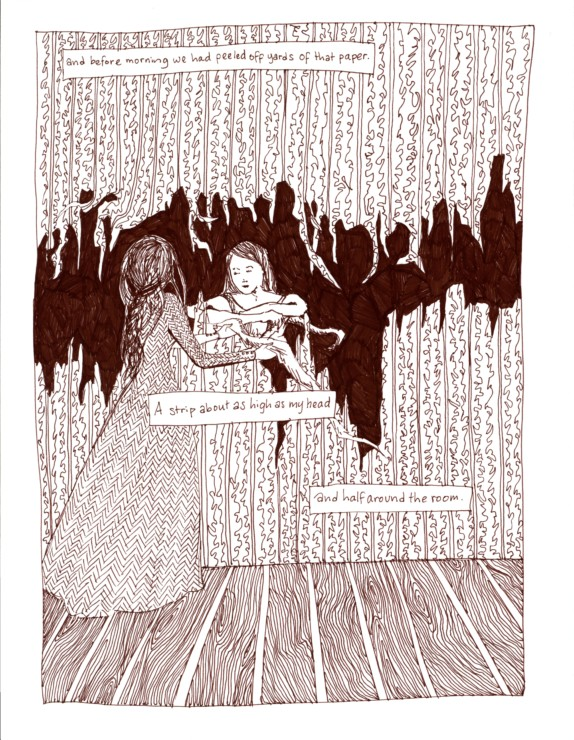 and before morning we had peeled off yards of that paper.
A strip about as high as my head
and half around the room.